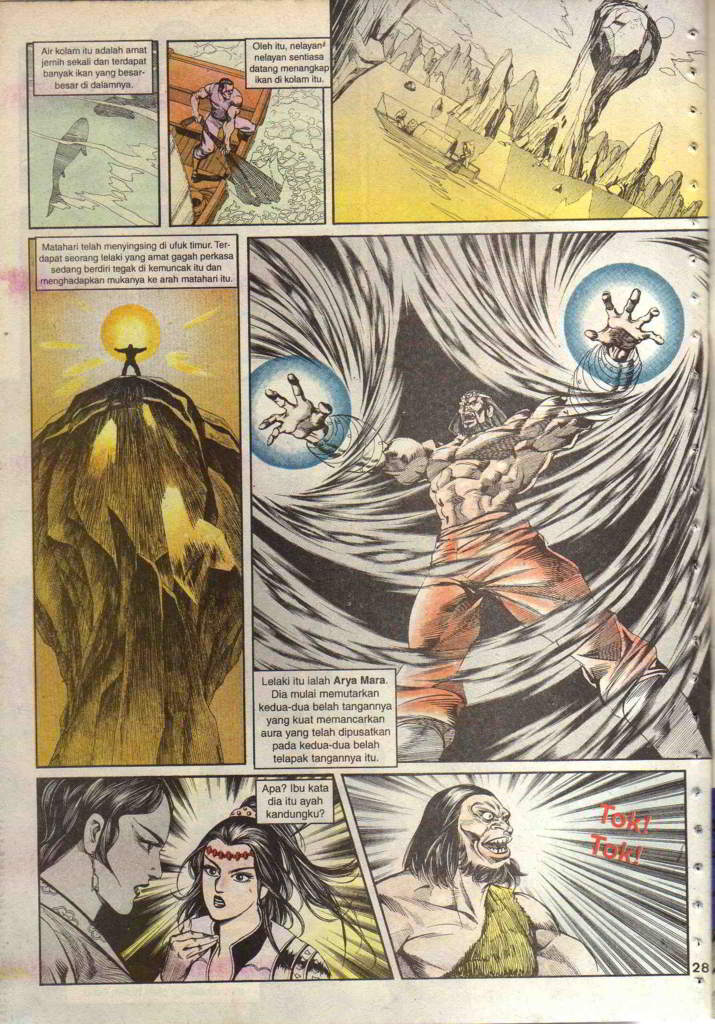 Air kolam itu adalah amat
jernih sekali dan terdapat
banyak ikan yang besar-
besar di dalamnya.
Oleh itu, nelayan²
nelayan sentiasa
datang menangkap
ikan di kolam itu.
Matahari telah menyingsing di ufuk timur. Ter-
dapat seorang lelaki yang amat gagah perkasa
sedang berdiri tegak di kemuncak itu dan
menghadapkan mukanya ke arah matahari itu.
Lelaki itu ialah Arya Mara.
Dia mulai memutarkan
kedua-dua belah tangannya
yang kuat memancarkan
aura yang telah dipusatkan
pada kedua-dua belah
telapak tangannya itu.
Apa? Ibu kata
dia itu ayah
kandungku?
Tok!
Tok!
28